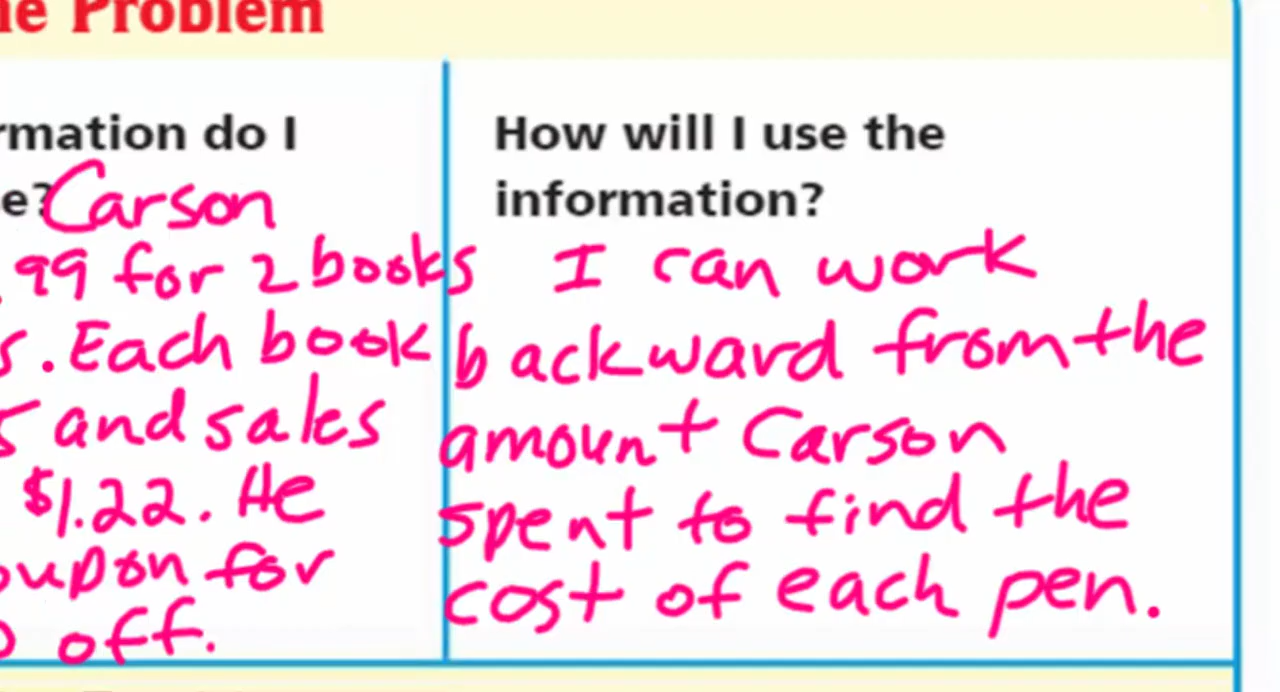 Problem
rmation do I
e? Carson
.99 for 2 books
. Each book
and sales
$1.22. He
oupon for
off.
How will I use the
information?
I can work
backward from the
amount Carson
spent to find the
cost of each pen.